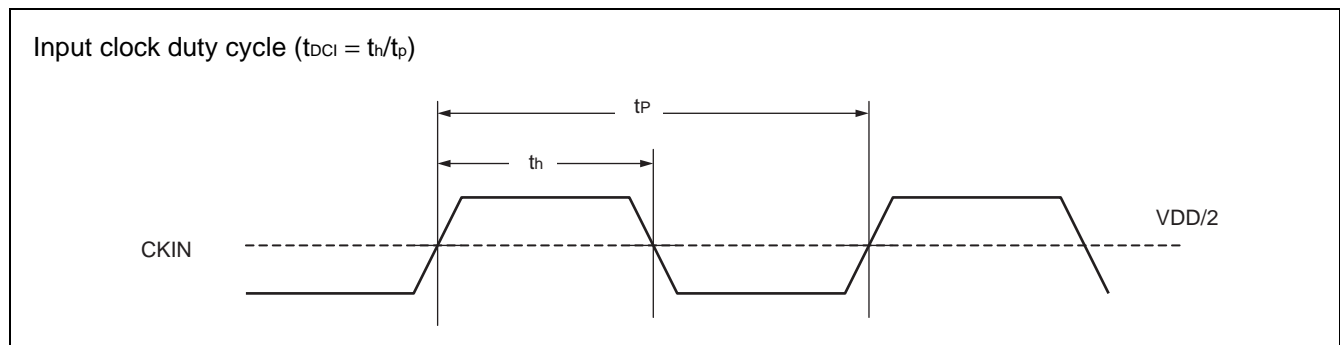 Input clock duty cycle (tDCI = th/tp)
tP
th
VDD/2
CKIN